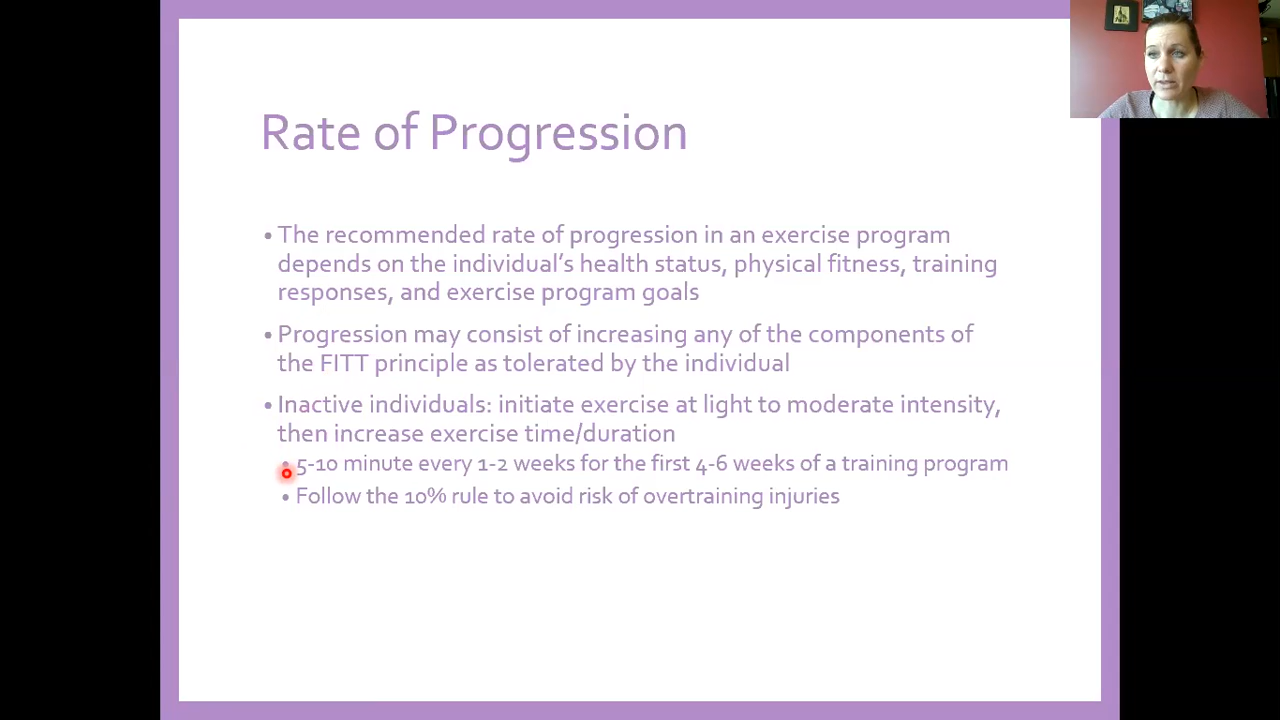 Rate of Progression
• The recommended rate of progression in an exercise program
depends on the individual's health status, physical fitness, training
responses, and exercise program goals
• Progression may consist of increasing any of the components of
the FITT principle as tolerated by the individual
• Inactive individuals: initiate exercise at light to moderate intensity,
then increase exercise time/duration
• 5-10 minute every 1-2 weeks for the first 4-6 weeks of a training program
• Follow the 10% rule to avoid risk of overtraining injuries